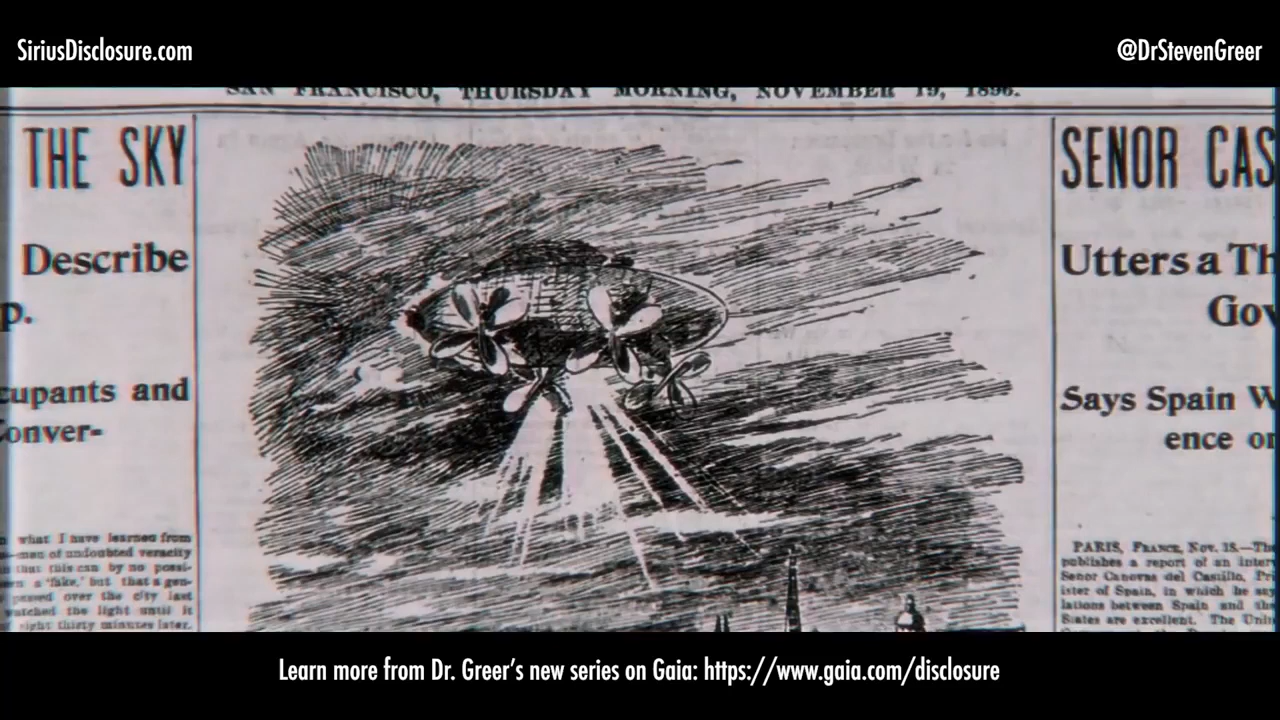 SiriusDisclosure.com
@DrStevenGreer
SAN FRANCISCO, THURSDAY MORNING, NOVEMBER 19, 1896.
THE SKY
Describe
p.
cupants and
Conver-
what I have learned from
men of undoubted veracity
that this can by no possi-
a 'fake,' but that a gen-
passed over the city last
watched the light until it
sight thirty minutes later.
SENOR CAS
Utters a Th
Gov
Says Spain W
ence on
PARIS, FRANCE, Nov. 18.—The
publishes a report of an inter
Senor Canovas del Castillo, Pri
ister of Spain, in which he say
lations between Spain and the
States are excellent. The Unit
Learn more from Dr. Greer's new series on Gaia: https://www.gaia.com/disclosure